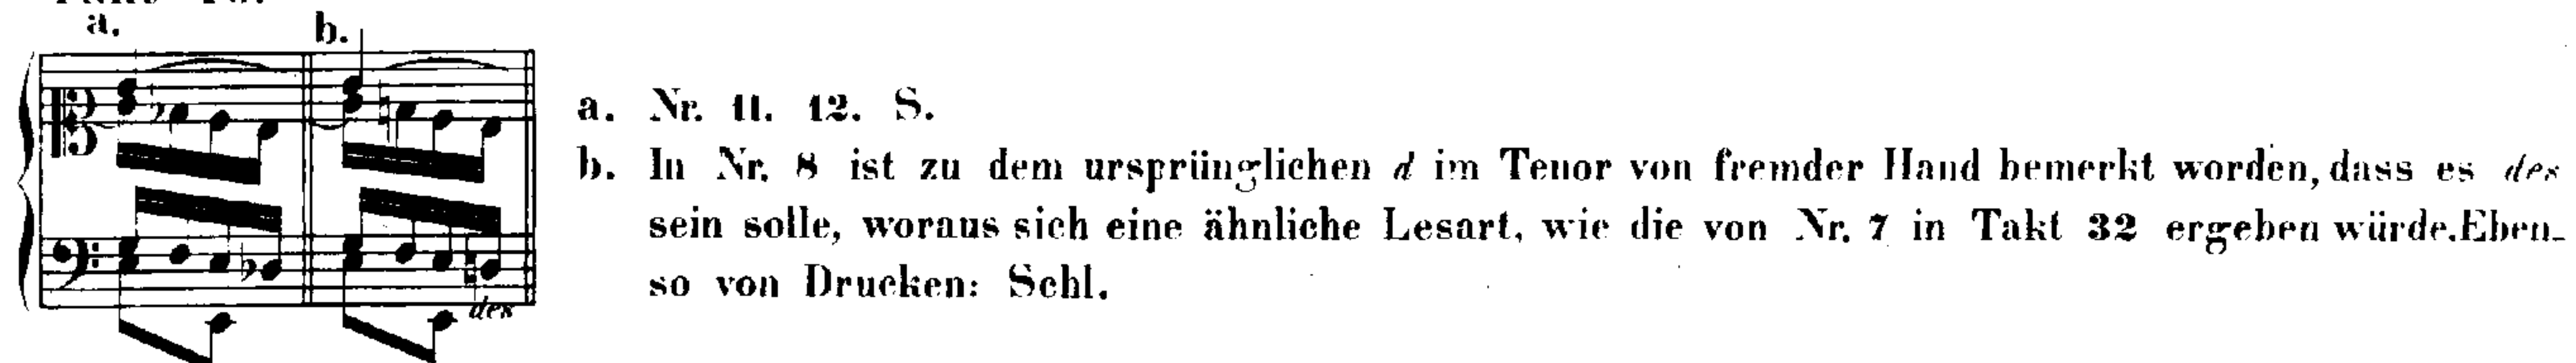 a. b.
a. Nr. 11. 12. S.
b. In Nr. 8 ist zu dem ursprünglichen d im Tenor von fremder Hand bemerkt worden, dass es des
sein solle, woraus sich eine ähnliche Lesart, wie die von Nr. 7 in Takt 32 ergeben würde. Eben-
so von Drucken: Schl.
des